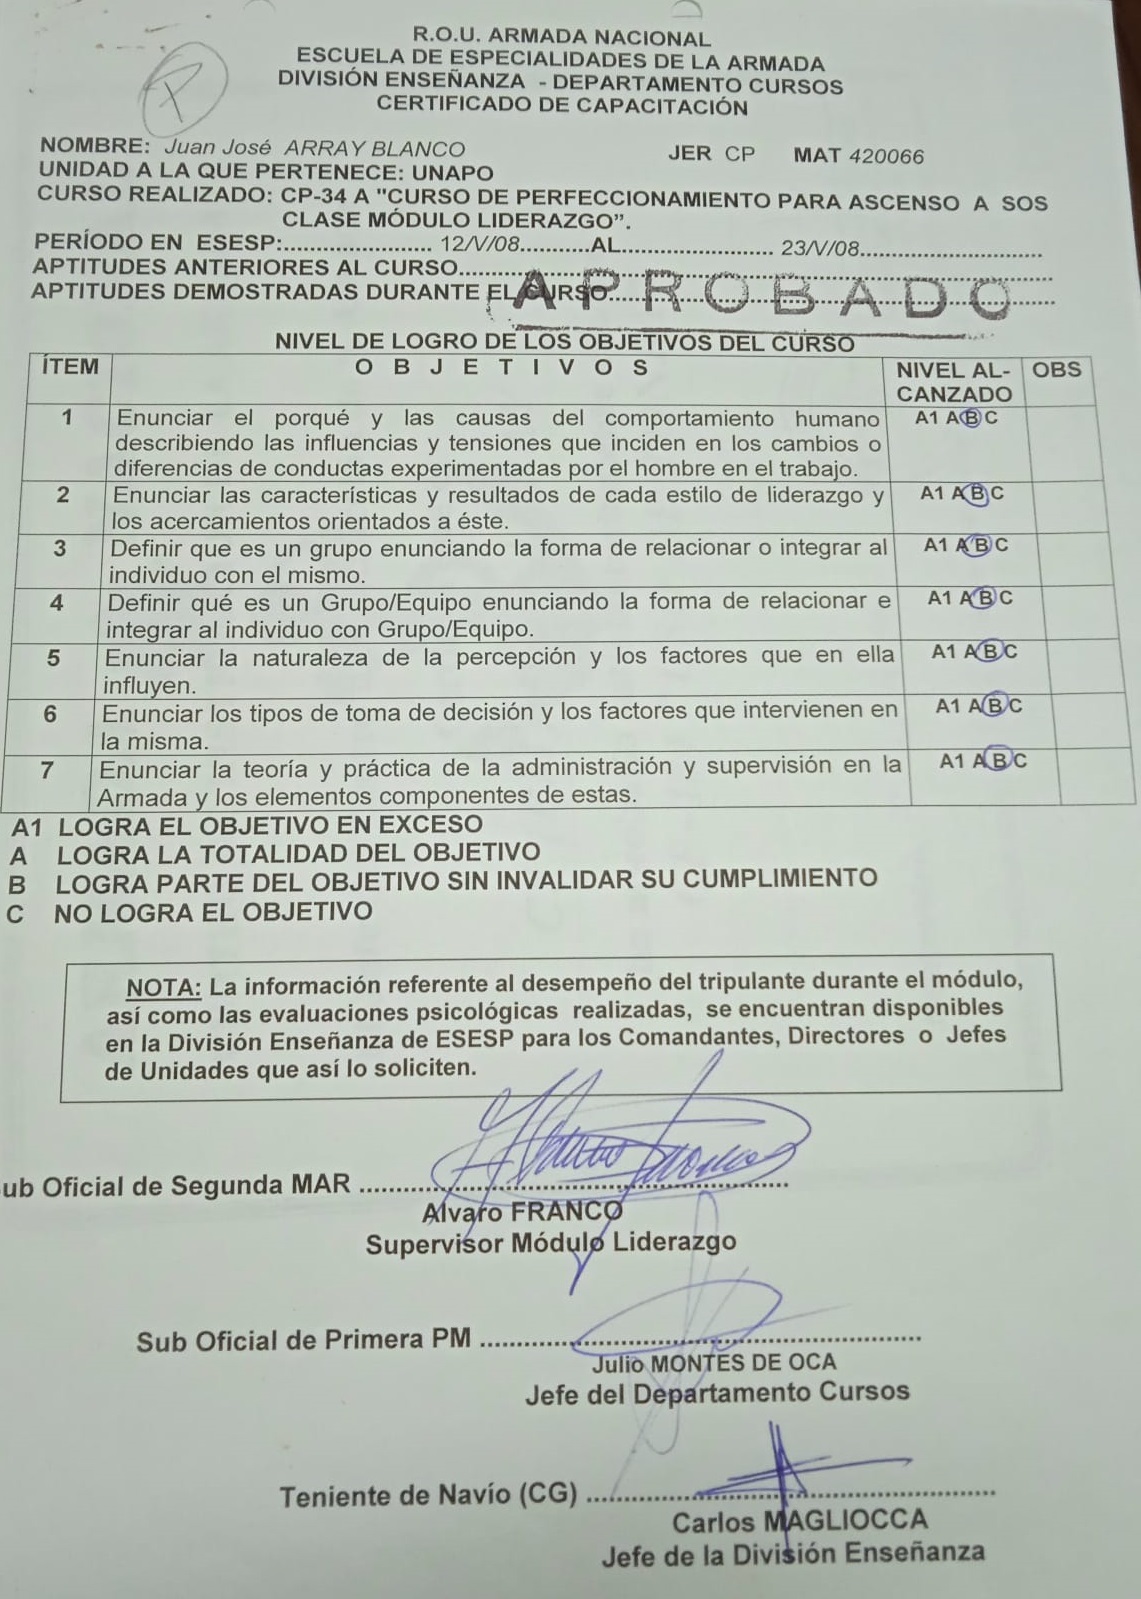 R.O.U. ARMADA NACIONAL
ESCUELA DE ESPECIALIDADES DE LA ARMADA
DIVISIÓN ENSEÑANZA - DEPARTAMENTO CURSOS
CERTIFICADO DE CAPACITACIÓN
NOMBRE: Juan José ARRAY BLANCO JER CP MAT 420066
UNIDAD A LA QUE PERTENECE: UNAPO
CURSO REALIZADO: CP-34 A "CURSO DE PERFECCIONAMIENTO PARA ASCENSO A SOS
CLASE MÓDULO LIDERAZGO”.
PERÍODO EN ESESP:...................... 12/V/08...........AL....................... 23/V/08...........................
APTITUDES ANTERIORES AL CURSO..........................................................................................
APTITUDES DEMOSTRADAS DURANTE EL CURSO...................................................................
APROBADO
NIVEL DE LOGRO DE LOS OBJETIVOS DEL CURSO
ÍTEM O B J E T I V O S NIVEL AL- OBS
CANZADO
1 Enunciar el porqué y las causas del comportamiento humano A1 A B C
describiendo las influencias y tensiones que inciden en los cambios o
diferencias de conductas experimentadas por el hombre en el trabajo.
2 Enunciar las características y resultados de cada estilo de liderazgo y A1 A B C
los acercamientos orientados a éste.
3 Definir que es un grupo enunciando la forma de relacionar o integrar al A1 A B C
individuo con el mismo.
4 Definir qué es un Grupo/Equipo enunciando la forma de relacionar e A1 A B C
integrar al individuo con Grupo/Equipo.
5 Enunciar la naturaleza de la percepción y los factores que en ella A1 A B C
influyen.
6 Enunciar los tipos de toma de decisión y los factores que intervienen en A1 A B C
la misma.
7 Enunciar la teoría y práctica de la administración y supervisión en la A1 A B C
Armada y los elementos componentes de estas.
A1 LOGRA EL OBJETIVO EN EXCESO
A LOGRA LA TOTALIDAD DEL OBJETIVO
B LOGRA PARTE DEL OBJETIVO SIN INVALIDAR SU CUMPLIMIENTO
C NO LOGRA EL OBJETIVO
NOTA: La información referente al desempeño del tripulante durante el módulo,
así como las evaluaciones psicológicas realizadas, se encuentran disponibles
en la División Enseñanza de ESESP para los Comandantes, Directores o Jefes
de Unidades que así lo soliciten.
ub Oficial de Segunda MAR ......................................................
Alvaro FRANCO
Supervisor Módulo Liderazgo
Sub Oficial de Primera PM ......................................................
Julio MONTES DE OCA
Jefe del Departamento Cursos
Teniente de Navío (CG) ......................................................
Carlos MAGLIOCCA
Jefe de la División Enseñanza